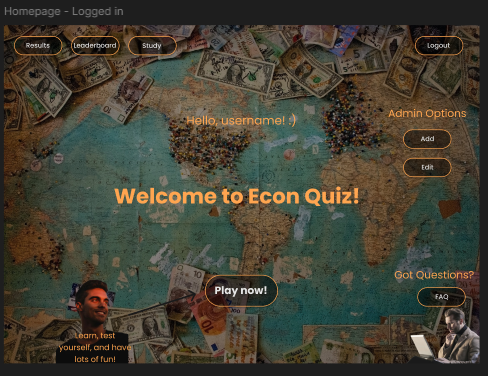 Homepage - Logged in
Results
Leaderboard
Study
Logout
Admin Options
Hello, username! :)
Add
Edit
Welcome to Econ Quiz!
Got Questions?
Play now!
FAQ
Learn, test
yourself, and have
lots of fun!